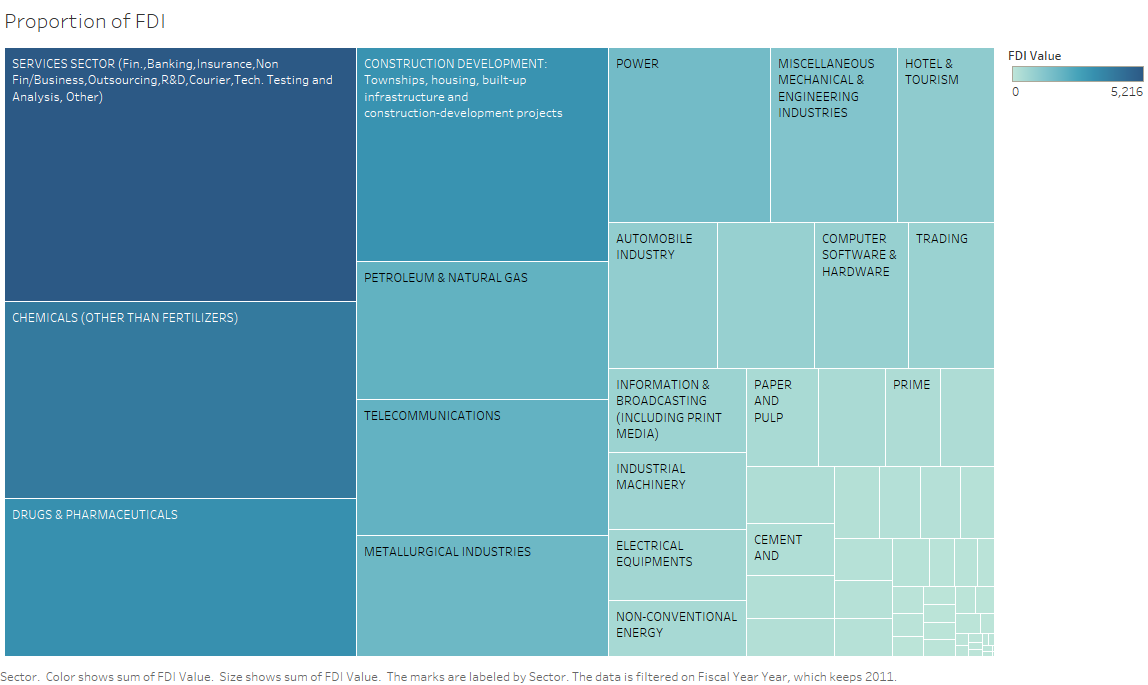 Proportion of FDI
SERVICES SECTOR (Fin.,Banking,Insurance,Non
Fin/Business,Outsourcing,R&D,Courier,Tech. Testing and
Analysis, Other)
CHEMICALS (OTHER THAN FERTILIZERS)
DRUGS & PHARMACEUTICALS
CONSTRUCTION DEVELOPMENT:
Townships, housing, built-up
infrastructure and
construction-development projects
PETROLEUM & NATURAL GAS
TELECOMMUNICATIONS
METALLURGICAL INDUSTRIES
POWER
MISCELLANEOUS
MECHANICAL &
ENGINEERING
INDUSTRIES
HOTEL &
TOURISM
AUTOMOBILE
INDUSTRY
COMPUTER
SOFTWARE &
HARDWARE
TRADING
INFORMATION &
BROADCASTING
(INCLUDING PRINT
MEDIA)
INDUSTRIAL
MACHINERY
ELECTRICAL
EQUIPMENTS
NON-CONVENTIONAL
ENERGY
PAPER
AND
PULP
PRIME
CEMENT
AND
FDI Value
0 5,216
Sector. Color shows sum of FDI Value. Size shows sum of FDI Value. The marks are labeled by Sector. The data is filtered on Fiscal Year Year, which keeps 2011.